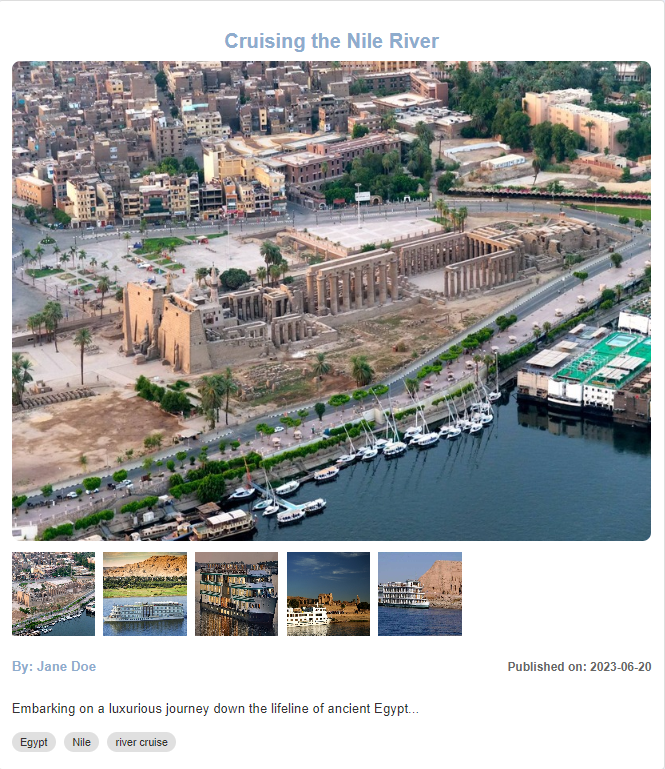 Cruising the Nile River
By: Jane Doe
Published on: 2023-06-20
Embarking on a luxurious journey down the lifeline of ancient Egypt...
Egypt
Nile
river cruise